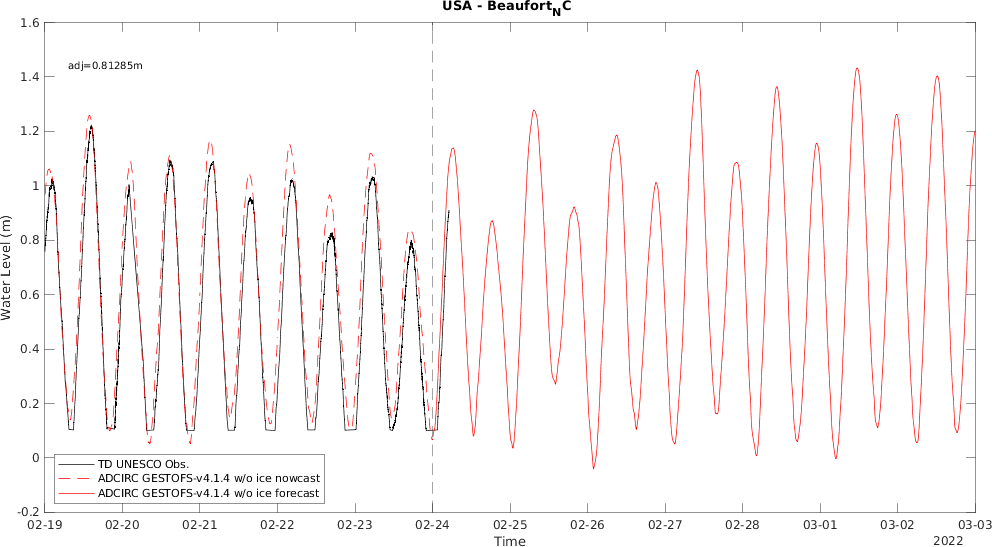 USA - Beaufort_NC
adj=0.81285m
1.6
1.4
1.2
1
0.8
0.6
0.4
0.2
0
-0.2
Water Level (m)
TD UNESCO Obs.
ADCIRC GESTOFS-v4.1.4 w/o ice nowcast
ADCIRC GESTOFS-v4.1.4 w/o ice forecast
02-19 02-20 02-21 02-22 02-23 02-24 02-25 02-26 02-27 02-28 03-01 03-02 03-03
Time
2022